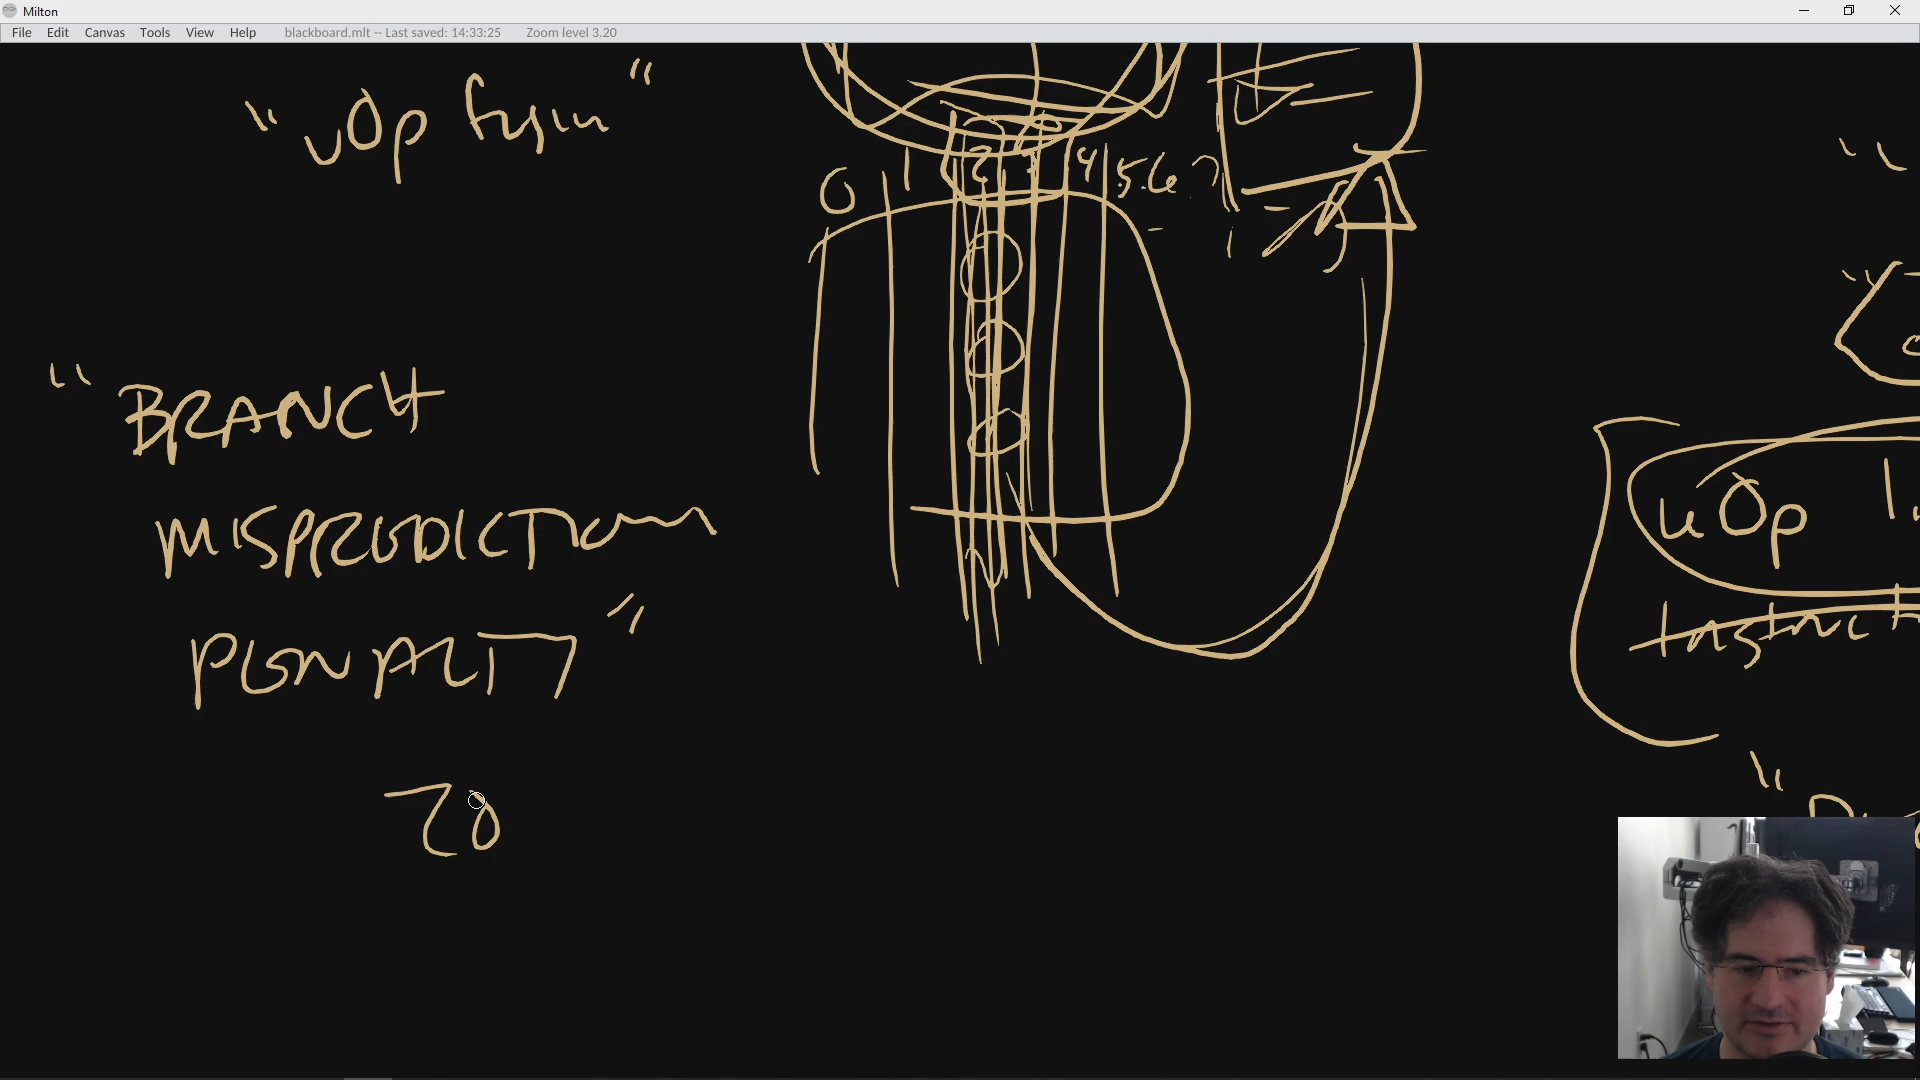 Milton
File Edit Canvas Tools View Help blackboard.mlt -- Last saved: 14:33:25 Zoom level 3.20
"uOp fusion"
0 1 2 4 5.6 7
"BRANCH
MISPREDICTION
PENALTY"
20
uOp
Instruct